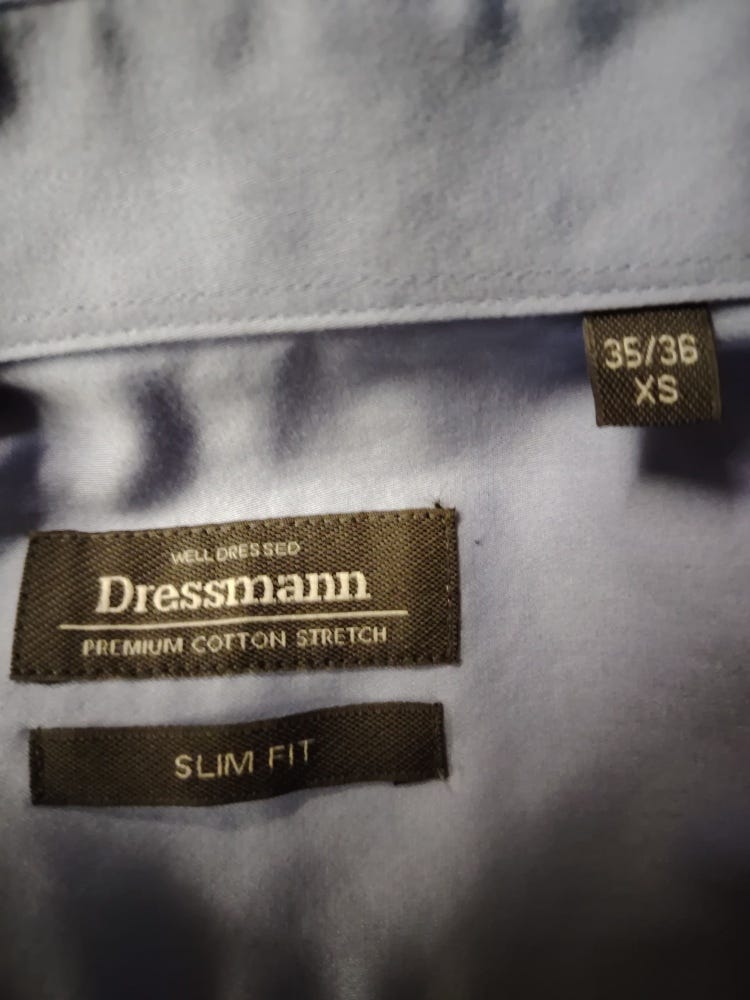 35/36
XS
WELL DRESSED
Dressmann
PREMIUM COTTON STRETCH
SLIM FIT